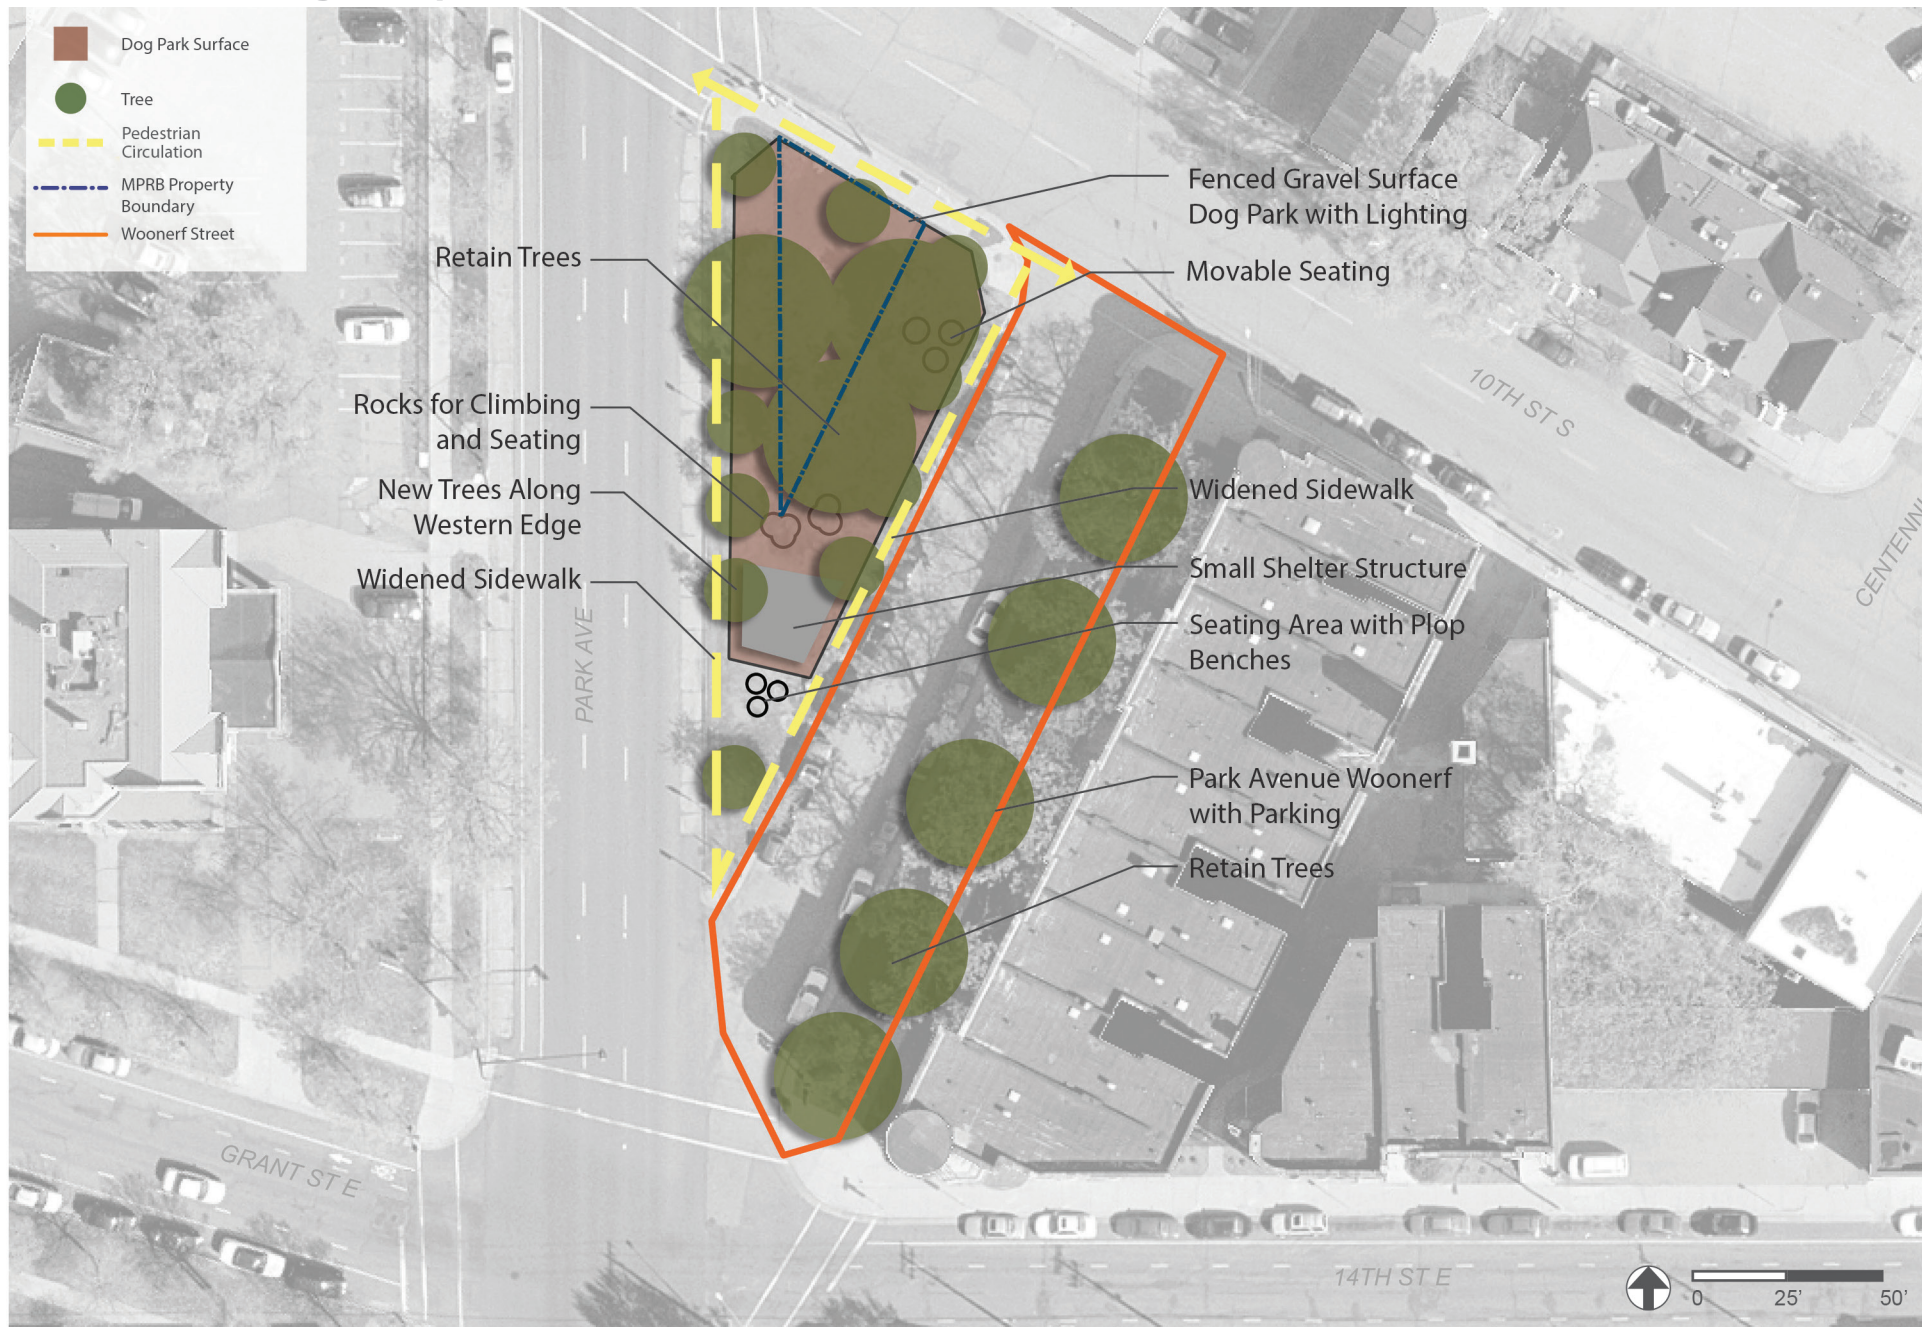 Dog Park Surface
Tree
Pedestrian
Circulation
MPRB Property
Boundary
Woonerf Street
Retain Trees
Rocks for Climbing
and Seating
New Trees Along
Western Edge
Widened Sidewalk
Fenced Gravel Surface
Dog Park with Lighting
Movable Seating
Widened Sidewalk
Small Shelter Structure
Seating Area with Plop
Benches
Park Avenue Woonerf
with Parking
Retain Trees
PARK AVE
10TH ST S
GRANT ST E
14TH ST E
0 25' 50'